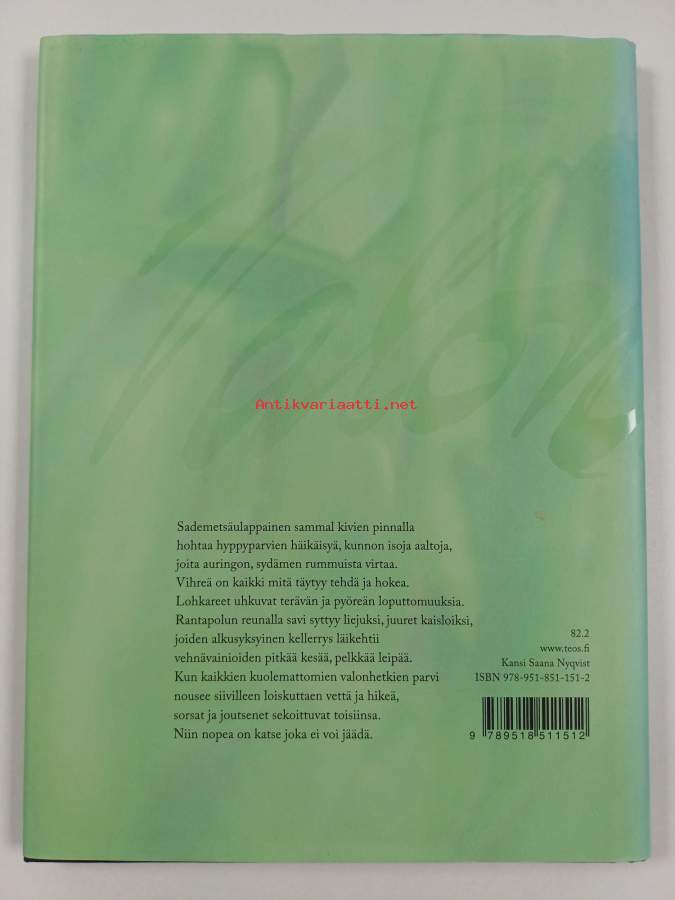 Valon
Antikvariaatti.net
Sademetsäulappainen sammal kivien pinnalla
hohtaa hyppyparvien häikäisyä, kunnon isoja aaltoja,
joita auringon, sydämen rummuista virtaa.
Vihreä on kaikki mitä täytyy tehdä ja hokea.
Lohkareet uhkuvat terävän ja pyöreän loputtomuuksia.
Rantapolun reunalla savi syttyy liejuksi, juuret kaisloiksi,
joiden alkusyksyinen kellerrys läikehtii
vehnävainioiden pitkää kesää, pelkkää leipää.
Kun kaikkien kuolemattomien valonhetkien parvi
nousee siivilleen loiskuttaen vettä ja hikeä,
sorsat ja joutsenet sekoittuvat toisiinsa.
Niin nopea on katse joka ei voi jäädä.
82.2
www.teos.fi
Kansi Saana Nyqvist
ISBN 978-951-851-151-2
9 789518 511512